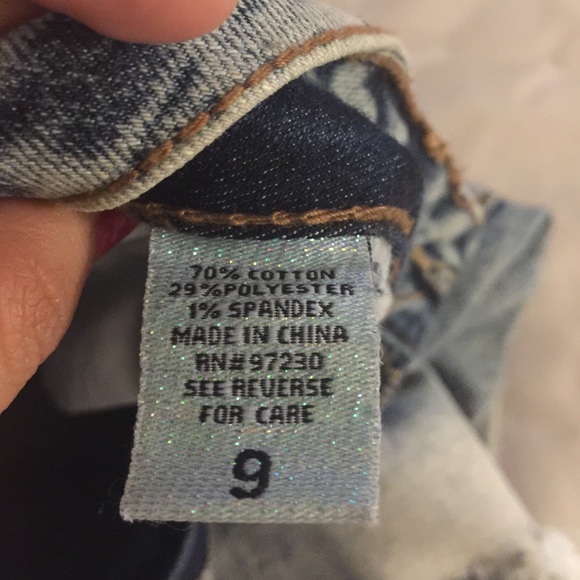 70% COTTON
29% POLYESTER
1% SPANDEX
MADE IN CHINA
RN# 97230
SEE REVERSE
FOR CARE
9